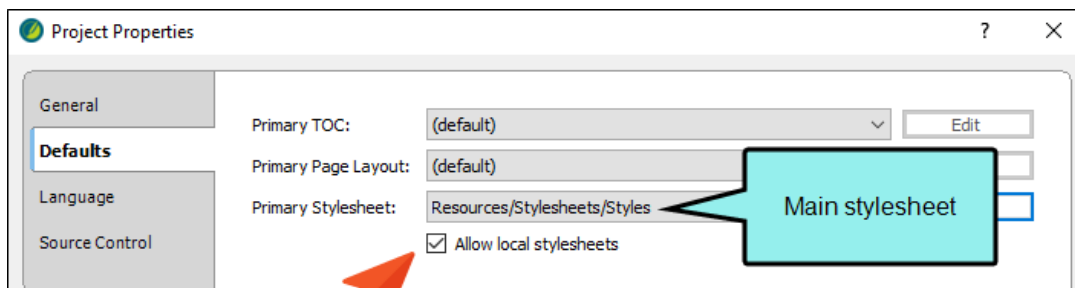 Project Properties
?
General
Defaults
Language
Source Control
Primary TOC: (default) Edit
Primary Page Layout: (default)
Primary Stylesheet: Resources/Stylesheets/Styles
Allow local stylesheets
Main stylesheet